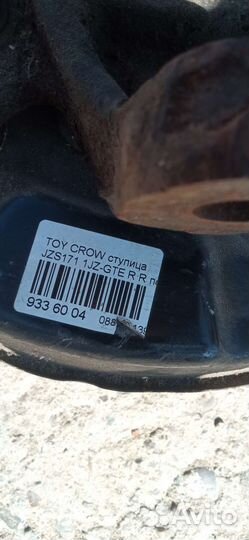 TOY CROW ступица
JZS171 1JZ-GTE R R
933 60 04
Avito